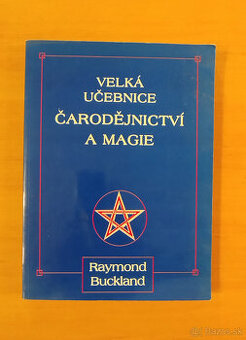 VELKÁ
UČEBNICE
ČARODĚJNICTVÍ
A MAGIE
Raymond
Buckland